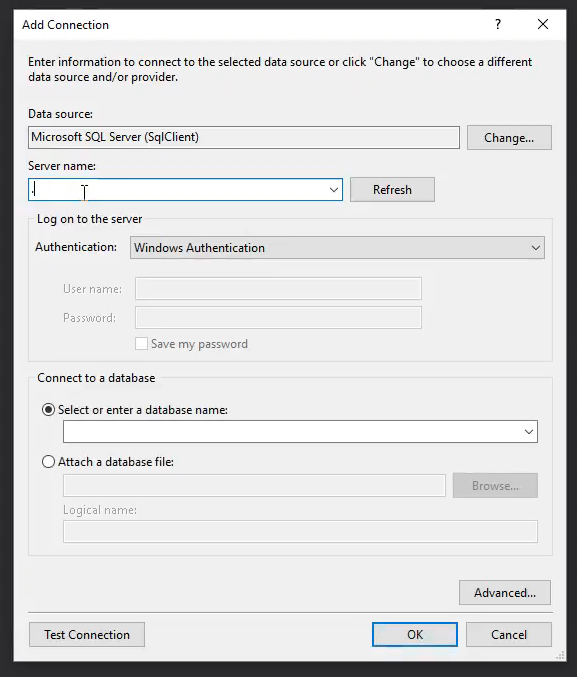 Add Connection
?
Enter information to connect to the selected data source or click "Change" to choose a different
data source and/or provider.
Data source:
Microsoft SQL Server (SqlClient)
Change...
Server name:
.
Refresh
Log on to the server
Authentication:
Windows Authentication
User name:
Password:
Save my password
Connect to a database
Select or enter a database name:
Attach a database file:
Browse...
Logical name:
Advanced...
Test Connection
OK
Cancel